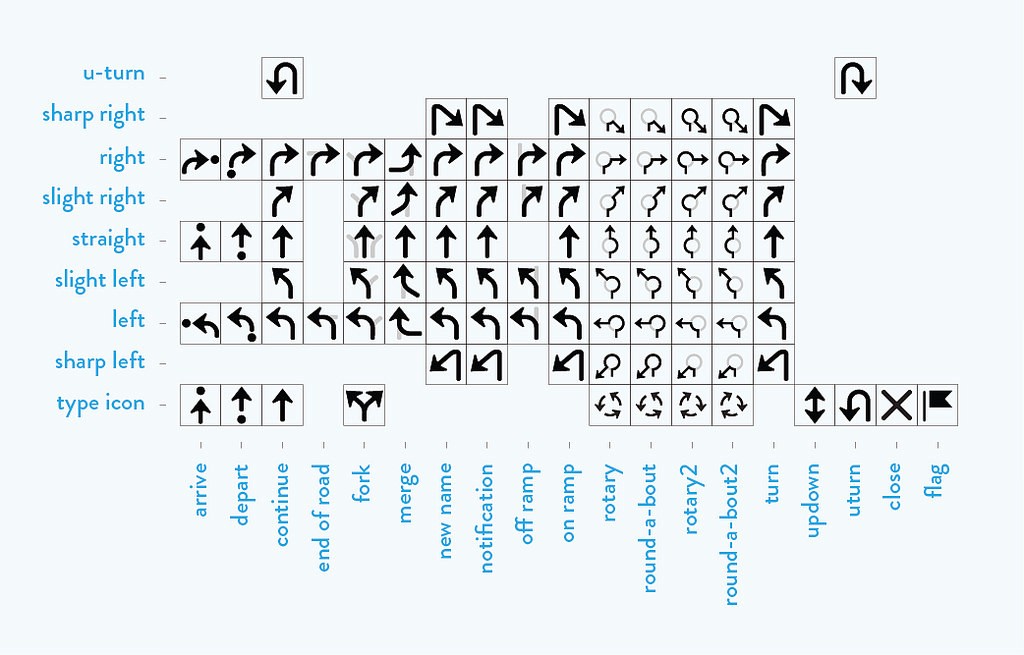 u-turn
sharp right
right
slight right
straight
slight left
left
sharp left
type icon
arrive
depart
continue
end of road
fork
merge
new name
notification
off ramp
on ramp
rotary
round-a-bout
rotary2
round-a-bout2
turn
updown
uturn
close
flag